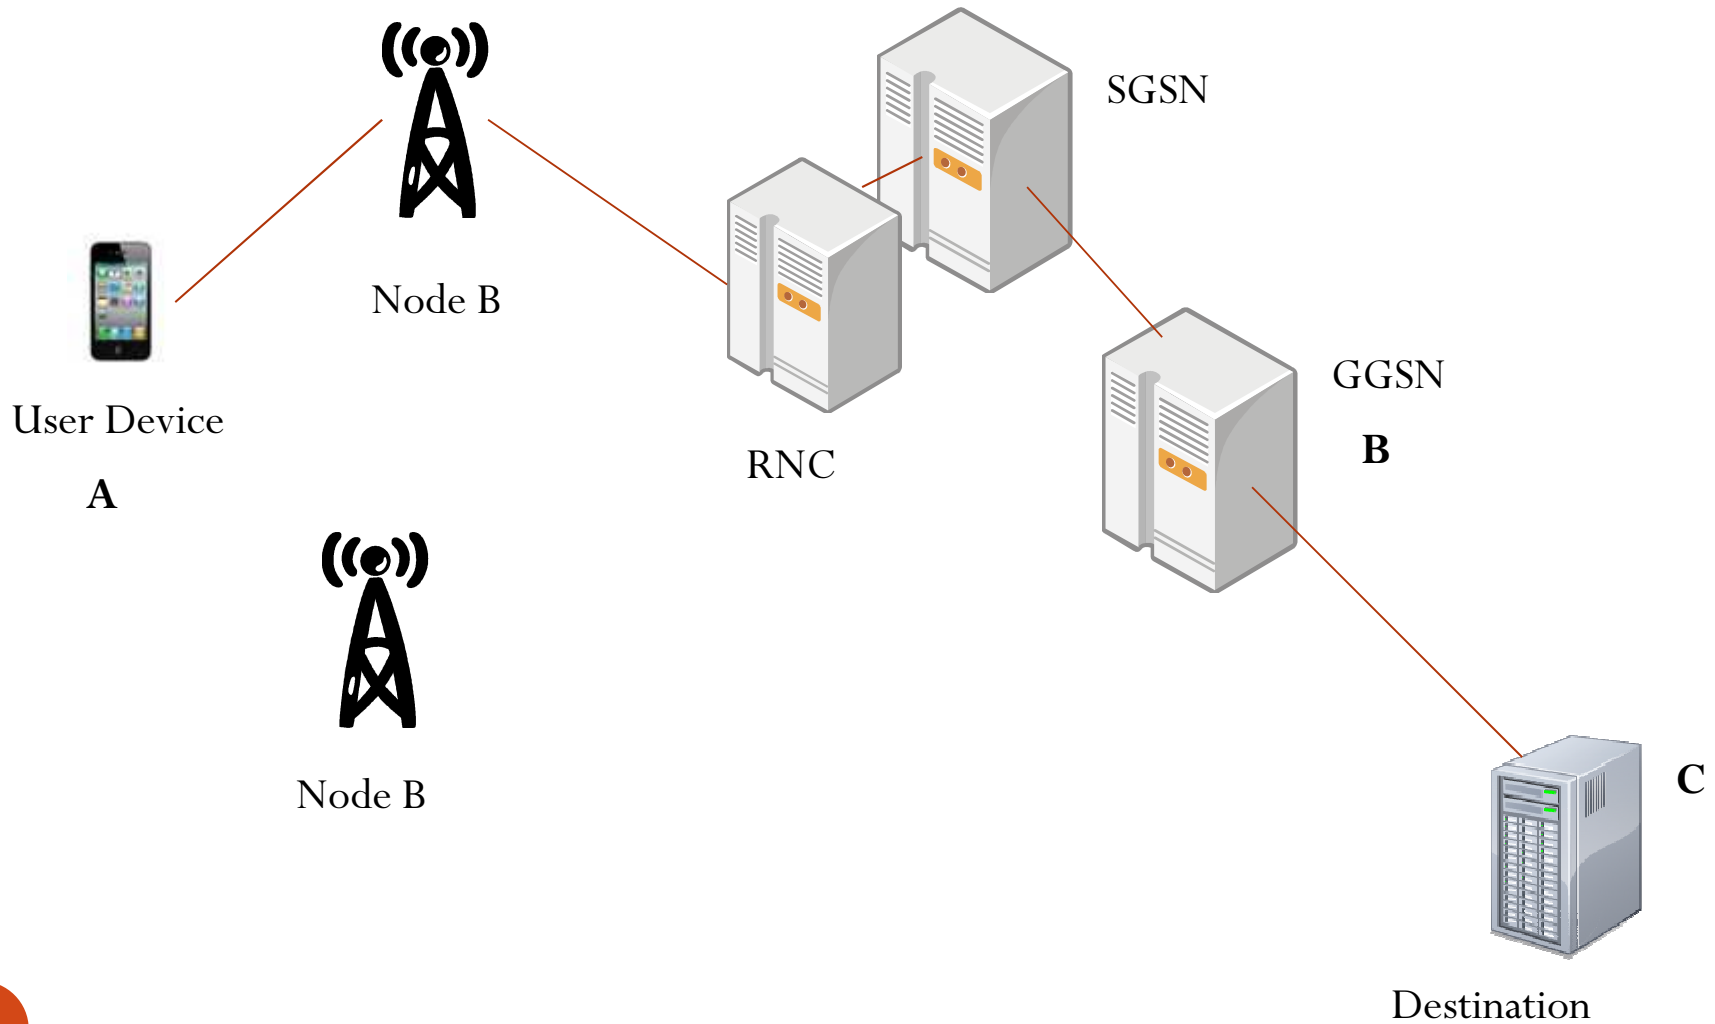 SGSN
Node B
GGSN
User Device
B
RNC
A
Node B
C
Destination